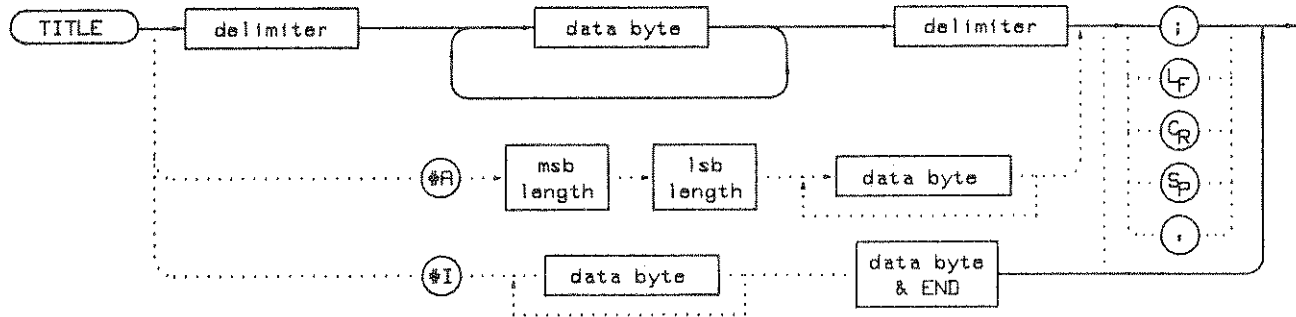 TITLE delimiter data byte delimiter ;
LF
CR
#A msb length lsb length data byte SP
,
#I data byte data byte & END